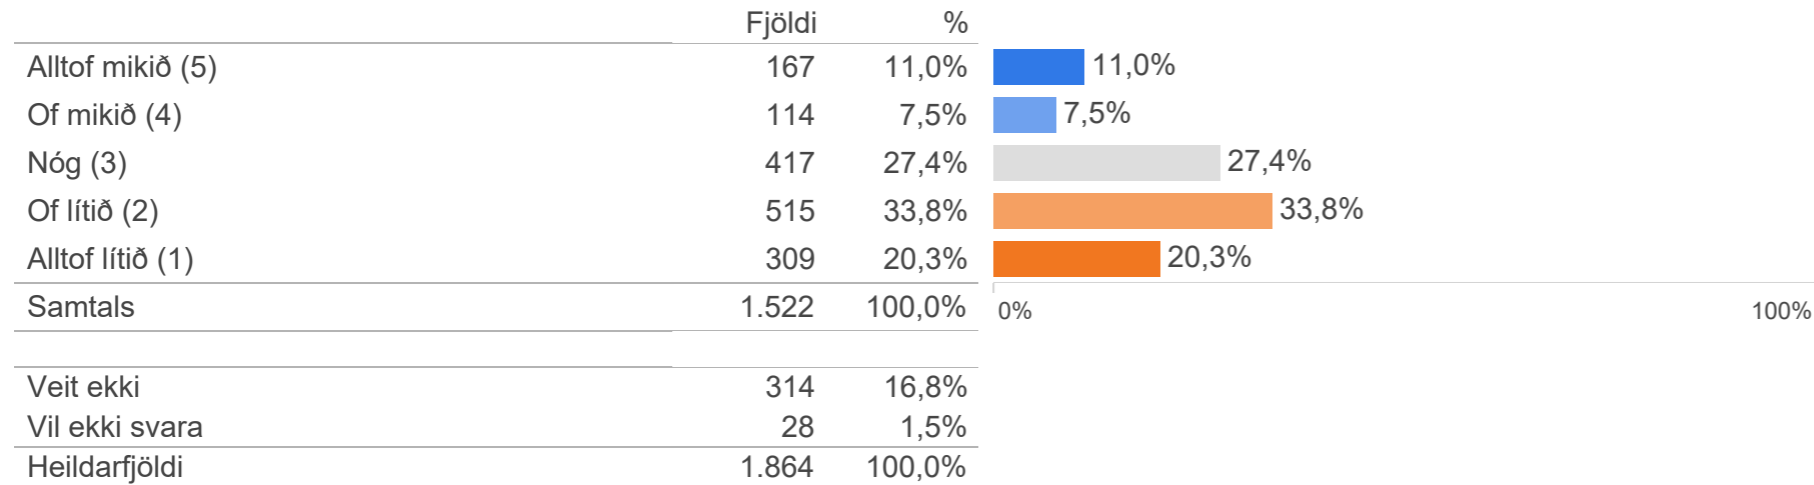 Fjöldi %
Alltof mikið (5) 167 11,0% 11,0%
Of mikið (4) 114 7,5% 7,5%
Nóg (3) 417 27,4% 27,4%
Of lítið (2) 515 33,8% 33,8%
Alltof lítið (1) 309 20,3% 20,3%
Samtals 1.522 100,0% 0% 100%
Veit ekki 314 16,8%
Vil ekki svara 28 1,5%
Heildarfjöldi 1.864 100,0%